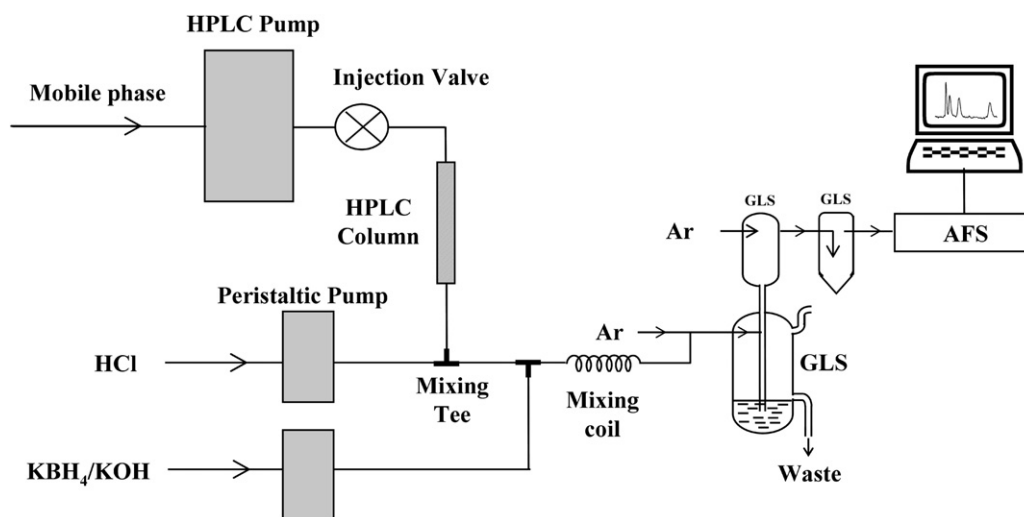 HPLC Pump
Injection Valve
Mobile phase
HPLC
Column
GLS
GLS
Ar
AFS
Peristaltic Pump
Ar
HCl
Mixing
Tee
Mixing
coil
GLS
KBH₄/KOH
Waste